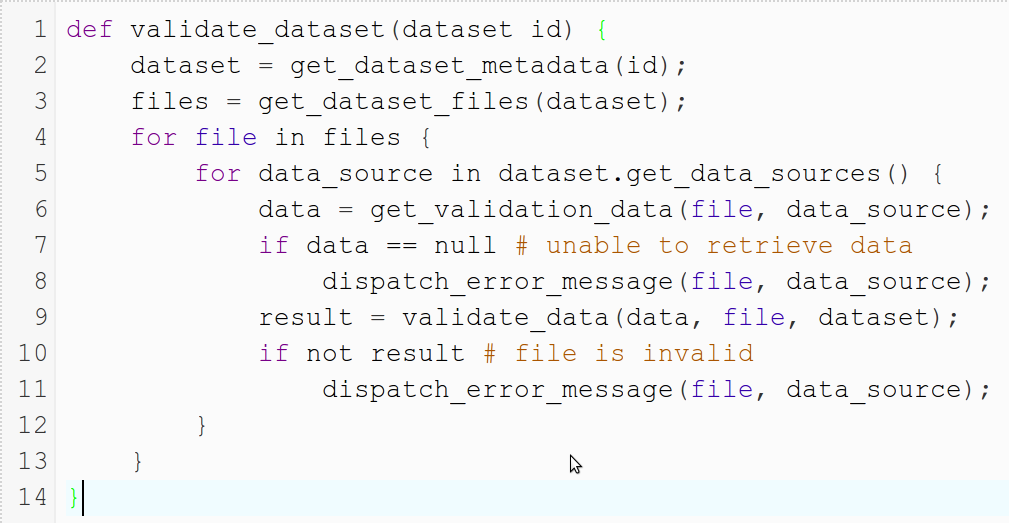 1 def validate_dataset(dataset id) {
2     dataset = get_dataset_metadata(id);
3     files = get_dataset_files(dataset);
4     for file in files {
5         for data_source in dataset.get_data_sources() {
6             data = get_validation_data(file, data_source);
7             if data == null # unable to retrieve data
8                 dispatch_error_message(file, data_source);
9             result = validate_data(data, file, dataset);
10             if not result # file is invalid
11                 dispatch_error_message(file, data_source);
12         }
13     }
14 }